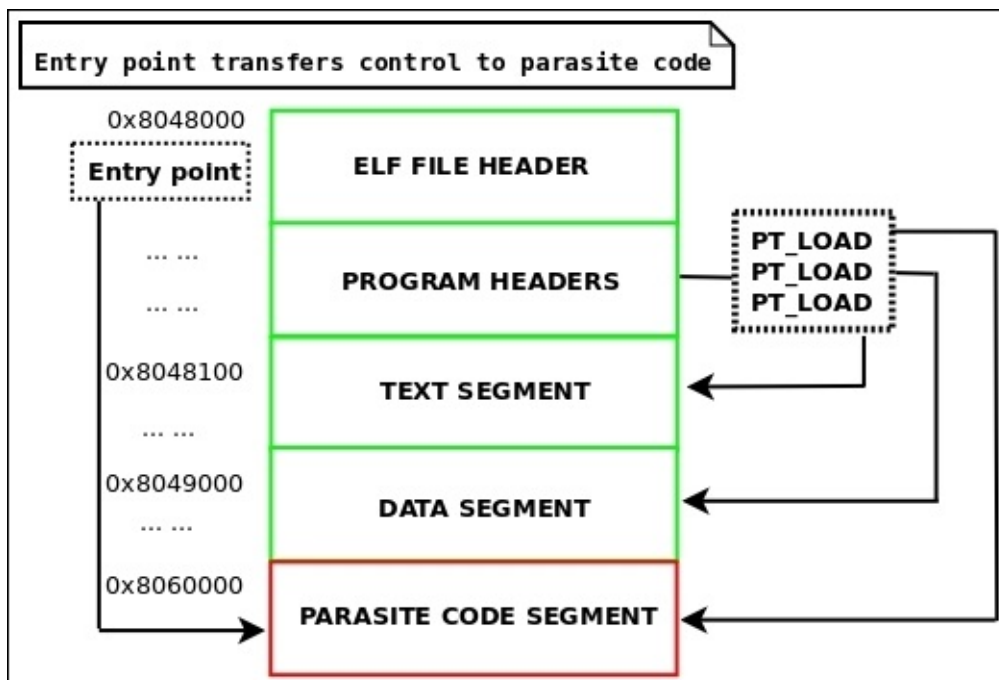 Entry point transfers control to parasite code
0x8048000
Entry point
ELF FILE HEADER
... ...
PROGRAM HEADERS
... ...
PT_LOAD
PT_LOAD
PT_LOAD
0x8048100
TEXT SEGMENT
... ...
0x8049000
DATA SEGMENT
... ...
0x8060000
PARASITE CODE SEGMENT